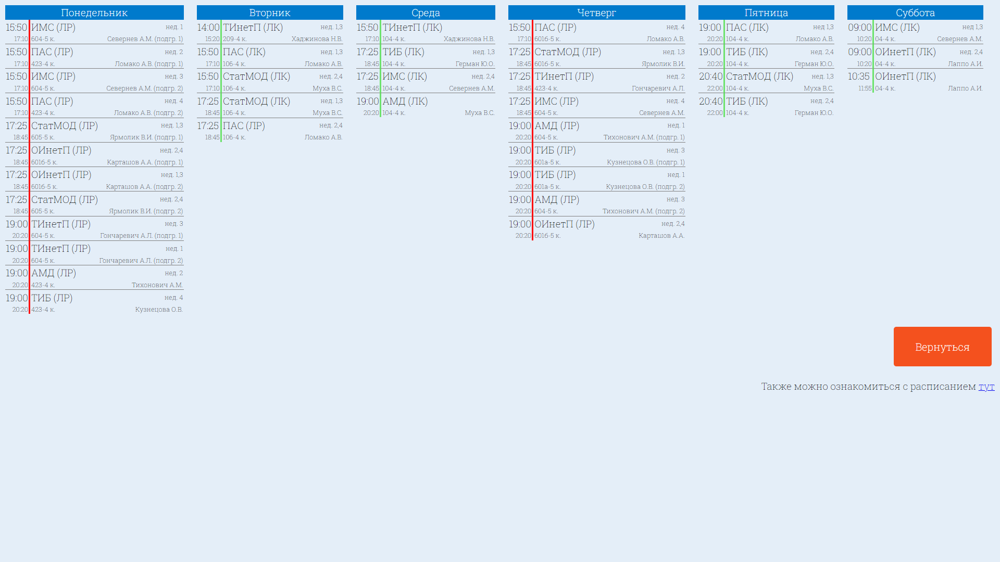 Понедельник
15:50 ИМС (ЛР) нед. 1
17:10 604-5 к. Севернев А.М. (подгр. 1)
15:50 ПАС (ЛР) нед. 2
17:10 423-4 к. Ломако А.В. (подгр. 1)
15:50 ИМС (ЛР) нед. 3
17:10 604-5 к. Севернев А.М. (подгр. 2)
15:50 ПАС (ЛР) нед. 4
17:10 423-4 к. Ломако А.В. (подгр. 2)
17:25 СтатМОД (ЛР) нед. 1,3
18:45 605-5 к. Ярмолик В.И. (подгр. 1)
17:25 ОИнетП (ЛР) нед. 2,4
18:45 601б-5 к. Карташов А.А. (подгр. 1)
17:25 ОИнетП (ЛР) нед. 1,3
18:45 601б-5 к. Карташов А.А. (подгр. 2)
17:25 СтатМОД (ЛР) нед. 2,4
18:45 605-5 к. Ярмолик В.И. (подгр. 2)
19:00 ТИнетП (ЛР) нед. 3
20:20 604-5 к. Гончаревич А.Л. (подгр. 1)
19:00 ТИнетП (ЛР) нед. 1
20:20 604-5 к. Гончаревич А.Л. (подгр. 2)
19:00 АМД (ЛР) нед. 2
20:20 423-4 к. Тихонович А.М.
19:00 ТИБ (ЛР) нед. 4
20:20 423-4 к. Кузнецова О.В.
Вторник
14:00 ТИнетП (ЛК) нед. 1,3
15:20 209-4 к. Хаджинова Н.В.
15:50 ПАС (ЛК) нед. 1,3
17:10 106-4 к. Ломако А.В.
15:50 СтатМОД (ЛК) нед. 2,4
17:10 106-4 к. Муха В.С.
17:25 СтатМОД (ЛК) нед. 1,3
18:45 106-4 к. Муха В.С.
17:25 ПАС (ЛР) нед. 2,4
18:45 106-4 к. Ломако А.В.
Среда
15:50 ТИнетП (ЛК)
17:10 104-4 к. Хаджинова Н.В.
17:25 ТИБ (ЛК) нед. 1,3
18:45 104-4 к. Герман Ю.О.
17:25 ИМС (ЛК) нед. 2,4
18:45 104-4 к. Севернев А.М.
19:00 АМД (ЛК)
20:20 104-4 к. Муха В.С.
Четверг
15:50 ПАС (ЛР) нед. 4
17:10 601б-5 к. Ломако А.В.
17:25 СтатМОД (ЛР) нед. 1,3
18:45 601б-5 к. Ярмолик В.И.
17:25 ТИнетП (ЛР) нед. 2
18:45 423-4 к. Гончаревич А.Л.
17:25 ИМС (ЛР) нед. 4
18:45 604-5 к. Севернев А.М.
19:00 АМД (ЛР) нед. 1
20:20 604-5 к. Тихонович А.М. (подгр. 1)
19:00 ТИБ (ЛР) нед. 3
20:20 601а-5 к. Кузнецова О.В. (подгр. 1)
19:00 ТИБ (ЛР) нед. 1
20:20 601а-5 к. Кузнецова О.В. (подгр. 2)
19:00 АМД (ЛР) нед. 3
20:20 604-5 к. Тихонович А.М. (подгр. 2)
19:00 ОИнетП (ЛР) нед. 2,4
20:20 601б-5 к. Карташов А.А.
Пятница
19:00 ПАС (ЛК) нед 1,3
20:20 104-4 к. Ломако А.В.
19:00 ТИБ (ЛК) нед. 2,4
20:20 104-4 к. Герман Ю.О.
20:40 СтатМОД (ЛК) нед. 1,3
22:00 104-4 к. Муха В.С.
20:40 ТИБ (ЛК) нед. 2,4
22:00 104-4 к. Герман Ю.О.
Суббота
09:00 ИМС (ЛК) нед 1,3
10:20 04-4 к. Севернев А.М.
09:00 ОИнетП (ЛК) нед. 2,4
10:20 04-4 к. Лаппо А.И.
10:35 ОИнетП (ЛК)
11:55 04-4 к. Лаппо А.И.
Вернуться
Также можно ознакомиться с расписанием тут